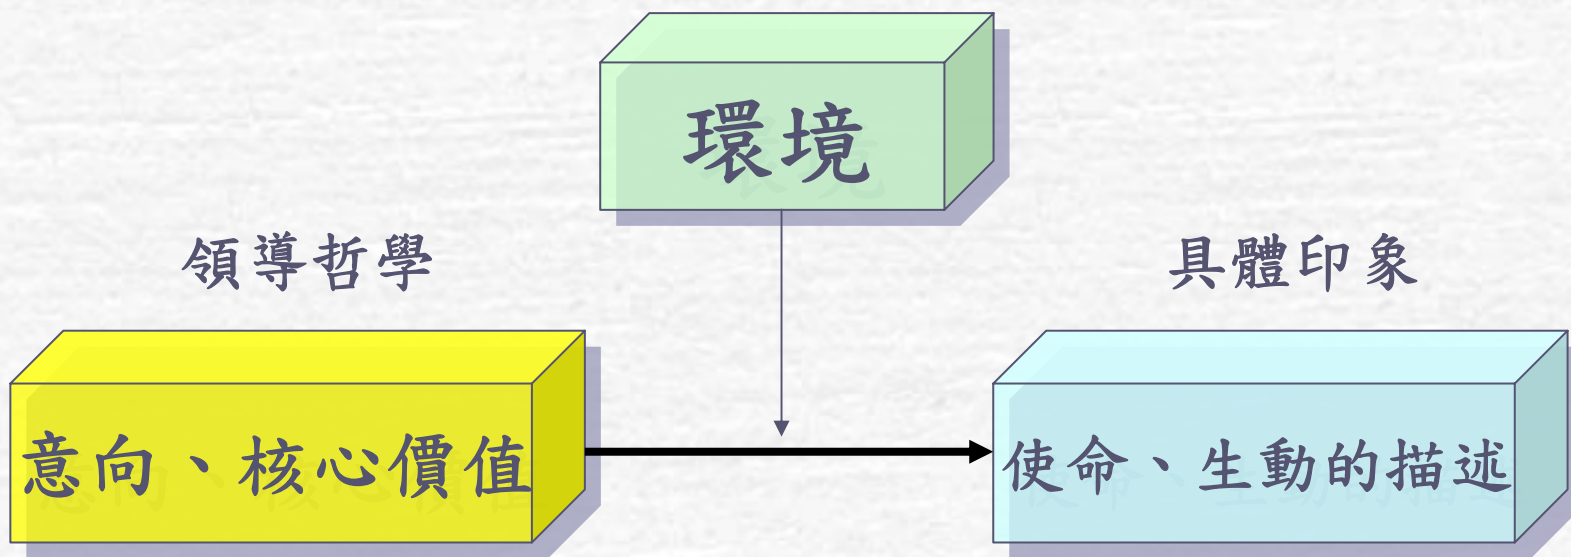 環境
領導哲學
具體印象
意向、核心價值
使命、生動的描述